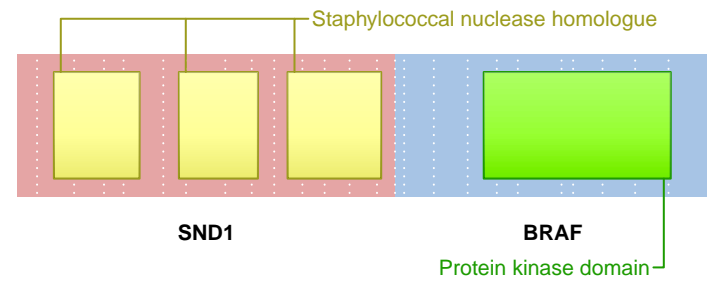 Staphylococcal nuclease homologue
SND1 BRAF
Protein kinase domain